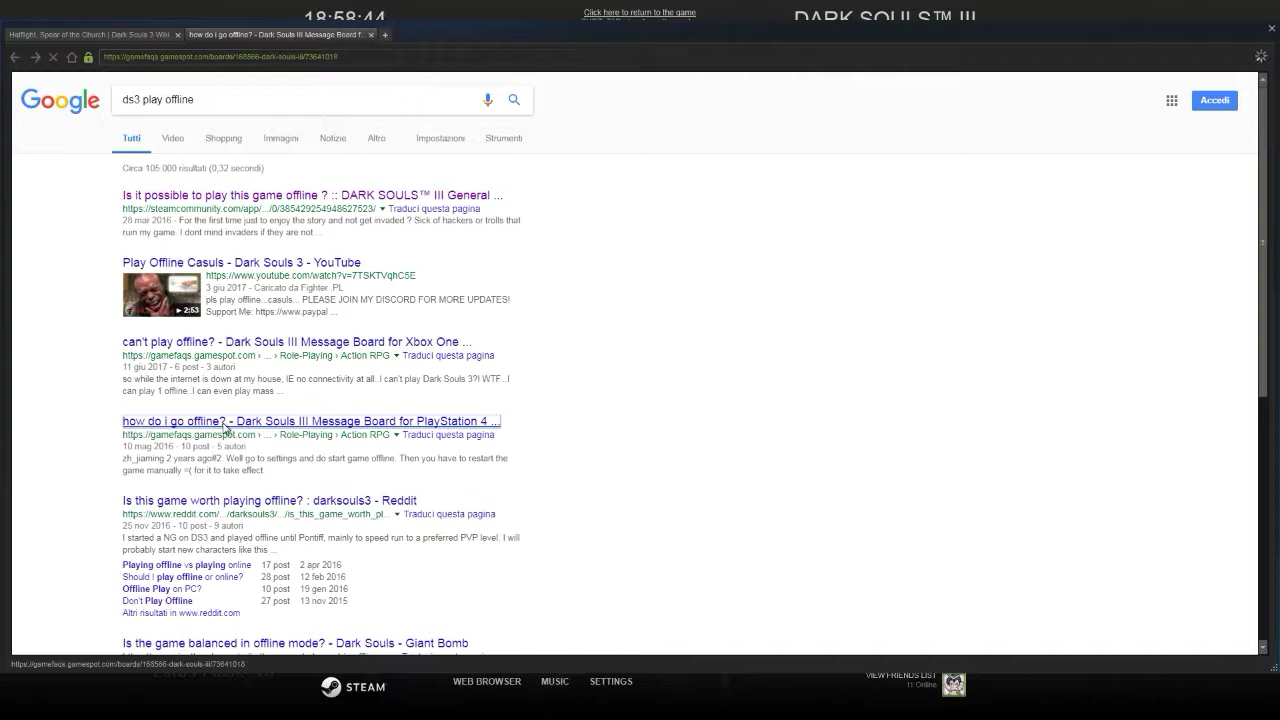 18:58:44
Click here to return to the game
DARK SOULS™ III
Halflight, Spear of the Church | Dark Souls 3 Wiki
how do i go offline? - Dark Souls III Message Board f...
https://gamefaqs.gamespot.com/boards/168566-dark-souls-iii/73641018
Google
ds3 play offline
Accedi
Tutti Video Shopping Immagini Notizie Altro Impostazioni Strumenti
Circa 105 000 risultati (0,32 secondi)
Is it possible to play this game offline ? :: DARK SOULS™ III General ...
https://steamcommunity.com/app/.../0/385429254948627523/ Traduci questa pagina
28 mar 2016 - For the first time just to enjoy the story and not get invaded ? Sick of hackers or trolls that
ruin my game. I dont mind invaders if they are not ...
Play Offline Casuls - Dark Souls 3 - YouTube
https://www.youtube.com/watch?v=7TSKTVqhC5E
3 giu 2017 - Caricato da Fighter .PL
pls play offline...casuls... PLEASE JOIN MY DISCORD FOR MORE UPDATES!
Support Me: https://www.paypal ...
2:53
can't play offline? - Dark Souls III Message Board for Xbox One ...
https://gamefaqs.gamespot.com › ... › Role-Playing › Action RPG Traduci questa pagina
11 giu 2017 - 6 post - 3 autori
so while the internet is down at my house, IE no connectivity at all..I can't play Dark Souls 3?! WTF...I
can play 1 offline..I can even play mass ...
how do i go offline? - Dark Souls III Message Board for PlayStation 4 ...
https://gamefaqs.gamespot.com › ... › Role-Playing › Action RPG Traduci questa pagina
10 mag 2016 - 10 post - 5 autori
zh_jiaming 2 years ago#2. Well go to settings and do start game offline. Then you have to restart the
game manually =( for it to take effect
Is this game worth playing offline? : darksouls3 - Reddit
https://www.reddit.com/.../darksouls3/.../is_this_game_worth_pl... Traduci questa pagina
25 nov 2016 - 10 post - 9 autori
I started a NG on DS3 and played offline until Pontiff, mainly to speed run to a preferred PVP level. I will
probably start new characters like this ...
Playing offline vs playing online 17 post 2 apr 2016
Should I play offline or online? 28 post 12 feb 2016
Offline Play on PC? 10 post 19 gen 2016
Don't Play Offline 27 post 13 nov 2015
Altri risultati in www.reddit.com
Is the game balanced in offline mode? - Dark Souls - Giant Bomb
https://gamefaqs.gamespot.com/boards/168566-dark-souls-iii/73641018
STEAM
WEB BROWSER MUSIC SETTINGS
VIEW FRIENDS LIST
11 Online